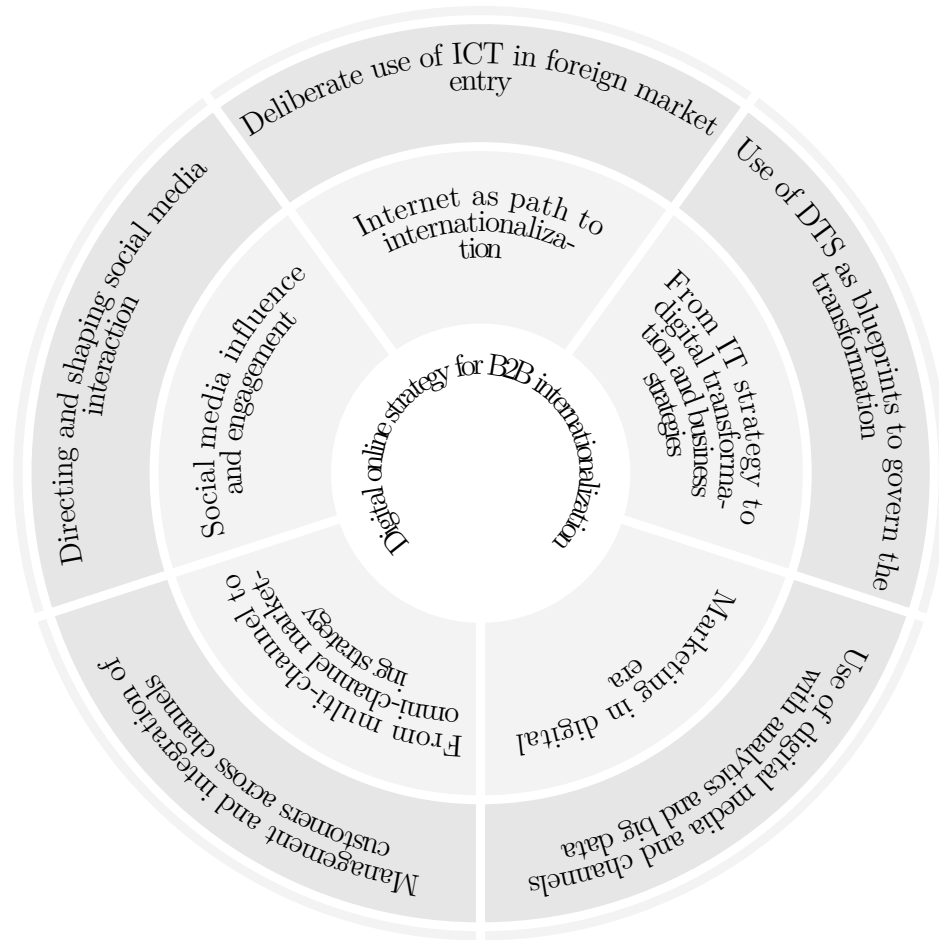 Deliberate use of ICT in foreign market
entry
Use of DTS as blueprints to govern the
transformation
Use of digital media and channels
with analytics and big data
Management and integration of
customers across channels
Directing and shaping social media
interaction
Internet as path to
internationaliza-
tion
From IT strategy to
digital transforma-
tion and business
strategies
Marketing in digital
era
From multi-channel to
omni-channel market-
ing strategy
Social media influence
and engagement
Digital online strategy for B2B internationalization